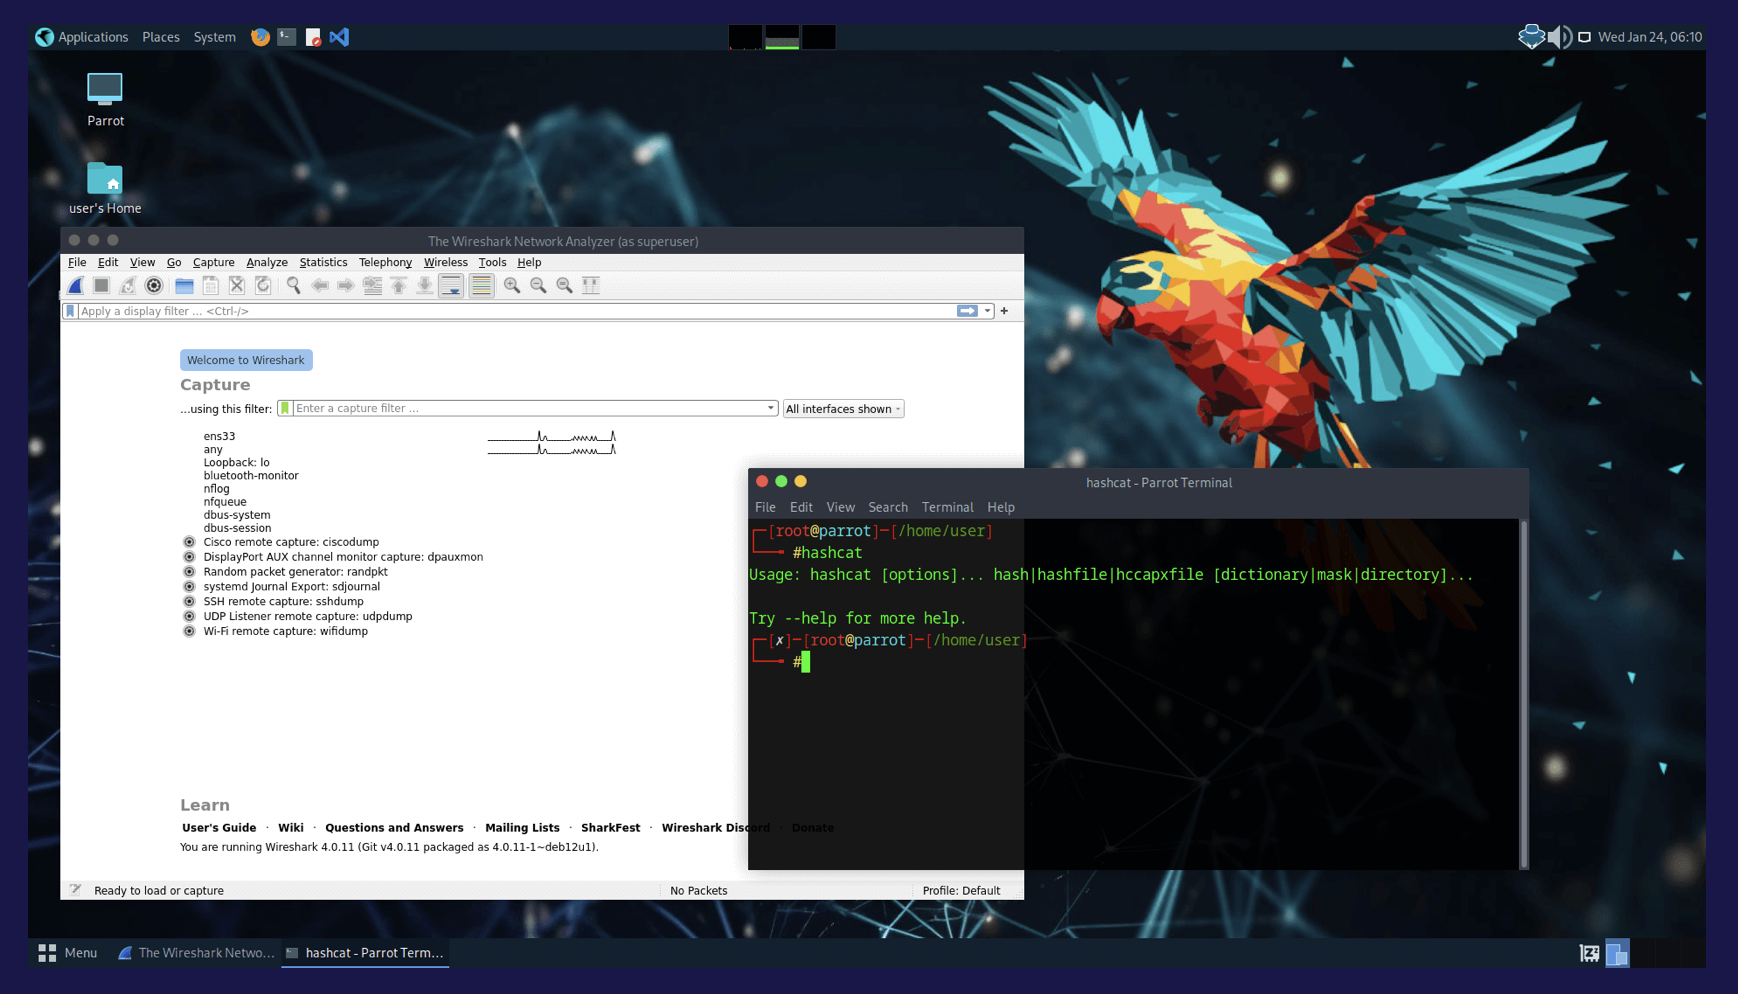 Applications Places System
Wed Jan 24, 06:10
Parrot
user's Home
The Wireshark Network Analyzer (as superuser)
File Edit View Go Capture Analyze Statistics Telephony Wireless Tools Help
Apply a display filter ... <Ctrl-/>
+
Welcome to Wireshark
Capture
...using this filter: Enter a capture filter ... All interfaces shown
ens33
any
Loopback: lo
bluetooth-monitor
nflog
nfqueue
dbus-system
dbus-session
Cisco remote capture: ciscodump
DisplayPort AUX channel monitor capture: dpauxmon
Random packet generator: randpkt
systemd Journal Export: sdjournal
SSH remote capture: sshdump
UDP Listener remote capture: udpdump
Wi-Fi remote capture: wifidump
Learn
User's Guide · Wiki · Questions and Answers · Mailing Lists · SharkFest · Wireshark Discord · Donate
You are running Wireshark 4.0.11 (Git v4.0.11 packaged as 4.0.11-1~deb12u1).
Ready to load or capture No Packets Profile: Default
hashcat - Parrot Terminal
File Edit View Search Terminal Help
┌─[root@parrot]─[/home/user]
└──╼ #hashcat
Usage: hashcat [options]... hash|hashfile|hccapxfile [dictionary|mask|directory]...
Try --help for more help.
┌─[✗]─[root@parrot]─[/home/user]
└──╼ #
Menu The Wireshark Netwo... hashcat - Parrot Term...